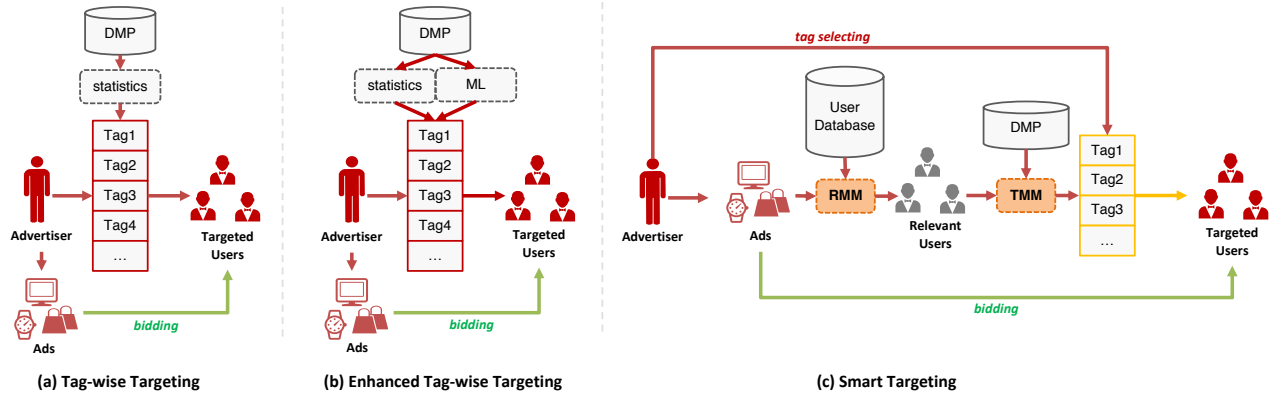 DMP
statistics
Tag1
Tag2
Tag3
Tag4
...
Advertiser
Targeted
Users
Ads
bidding
(a) Tag-wise Targeting
DMP
statistics
ML
Tag1
Tag2
Tag3
Tag4
...
Advertiser
Targeted
Users
Ads
bidding
(b) Enhanced Tag-wise Targeting
tag selecting
User
Database
DMP
Tag1
Tag2
Tag3
...
RMM
TMM
Advertiser
Ads
Relevant
Users
Targeted
Users
bidding
(c) Smart Targeting